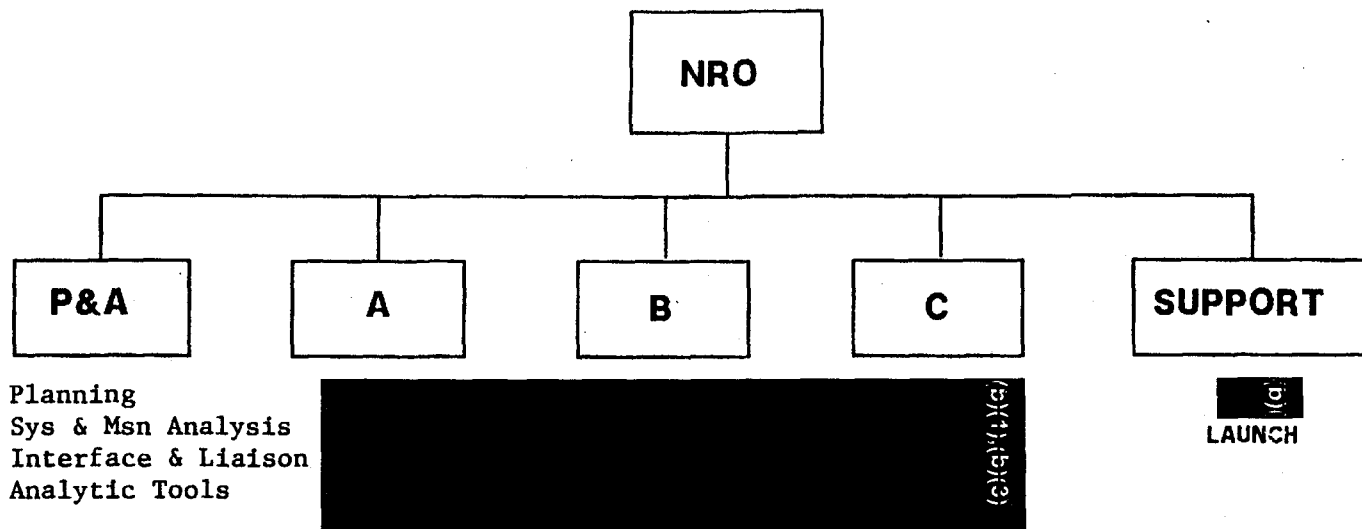 NRO
P&A
A
B
C
SUPPORT
Planning
Sys & Msn Analysis
Interface & Liaison
Analytic Tools
(b)(1),(b)(3)
LAUNCH